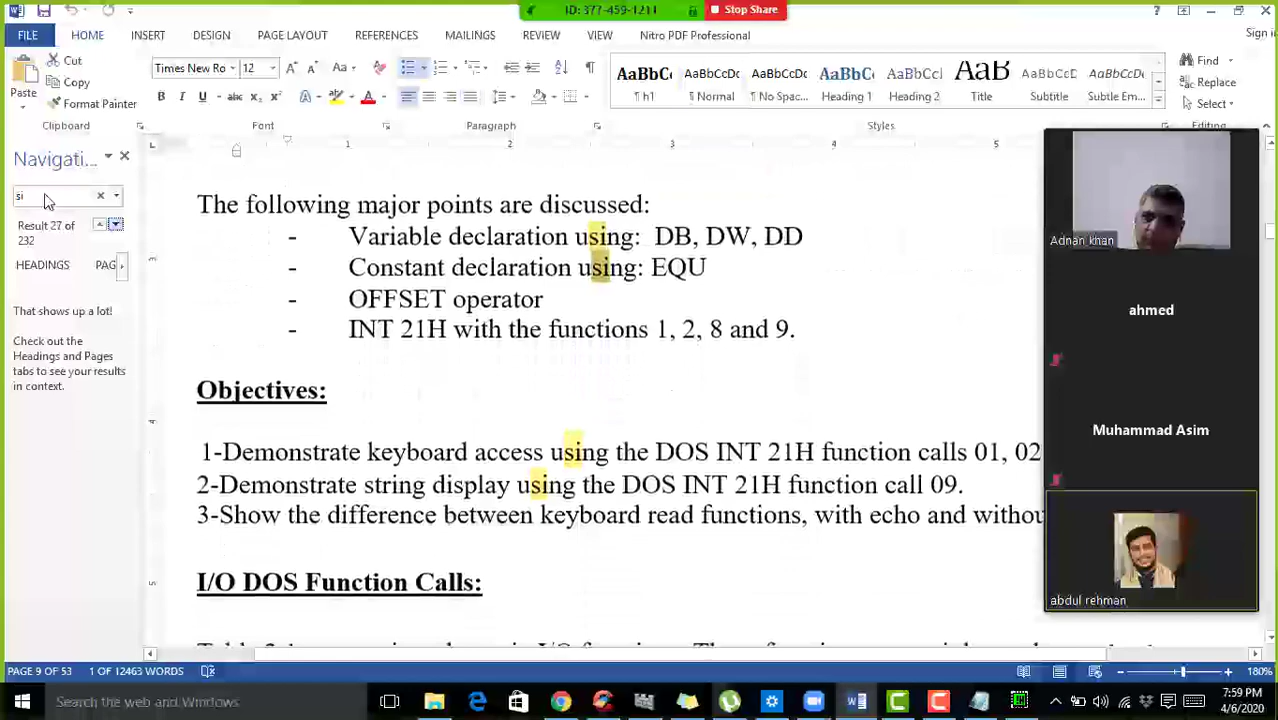 ID: 377-459-1211 Stop Share
FILE HOME INSERT DESIGN PAGE LAYOUT REFERENCES MAILINGS REVIEW VIEW Nitro PDF Professional Sign i
Paste Cut Copy Format Painter
Times New Ro 12
¶ h1 ¶ Normal ¶ No Spac... Heading 1 Heading 2 Title Subtitle Subtle Em...
Find Replace Select
Clipboard Font Paragraph Styles Editing
Navigati...
si
Result 27 of
232
HEADINGS PAG
That shows up a lot!
Check out the
Headings and Pages
tabs to see your results
in context.
The following major points are discussed:
- Variable declaration using: DB, DW, DD
- Constant declaration using: EQU
- OFFSET operator
- INT 21H with the functions 1, 2, 8 and 9.
Objectives:
1-Demonstrate keyboard access using the DOS INT 21H function calls 01, 02
2-Demonstrate string display using the DOS INT 21H function call 09.
3-Show the difference between keyboard read functions, with echo and withou
I/O DOS Function Calls:
Adnan khan
ahmed
Muhammad Asim
abdul rehman
PAGE 9 OF 53 1 OF 12463 WORDS 180%
Search the web and Windows
7:59 PM
4/6/2020